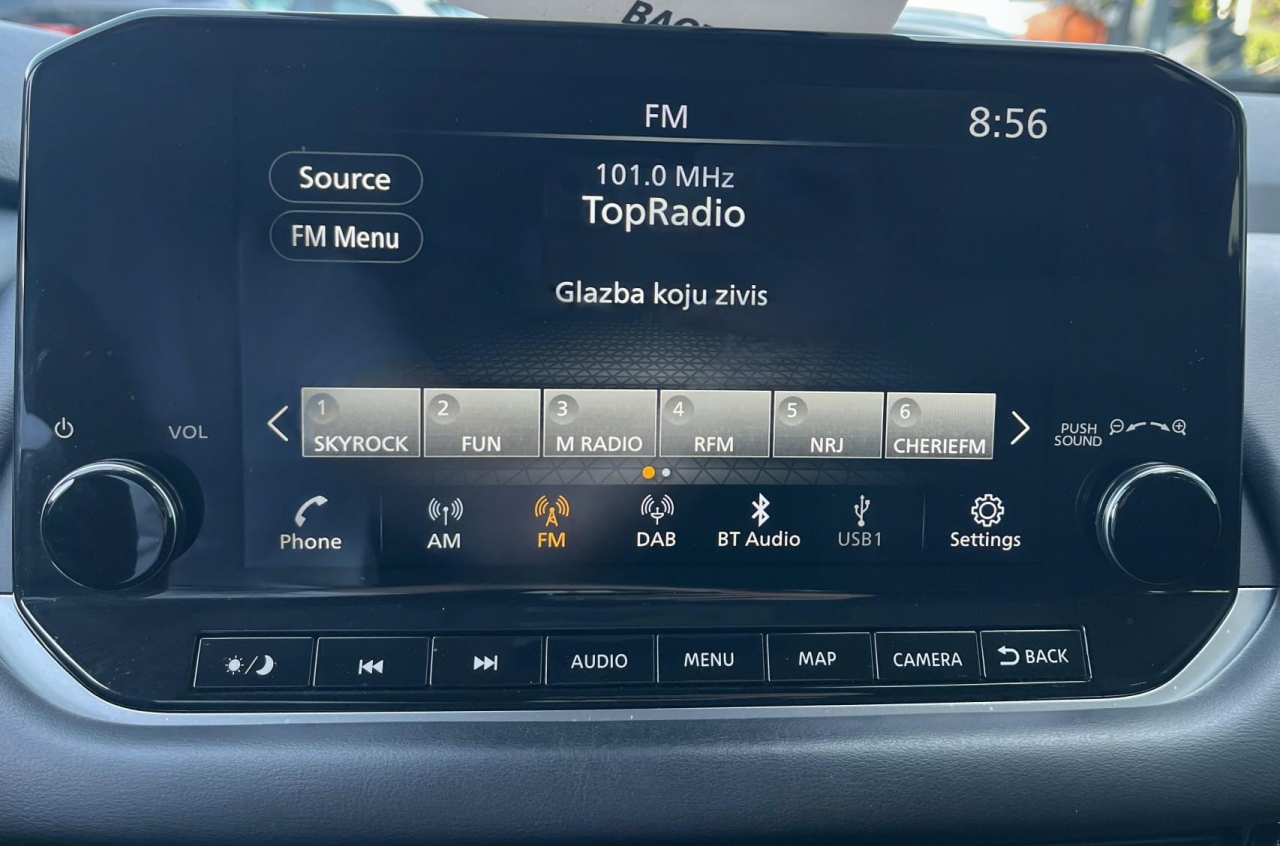 FM
8:56
Source
101.0 MHz
TopRadio
FM Menu
Glazba koju zivis
1 SKYROCK
2 FUN
3 M RADIO
4 RFM
5 NRJ
6 CHERIEFM
VOL
PUSH
SOUND
Phone
AM
FM
DAB
BT Audio
USB1
Settings
AUDIO
MENU
MAP
CAMERA
BACK